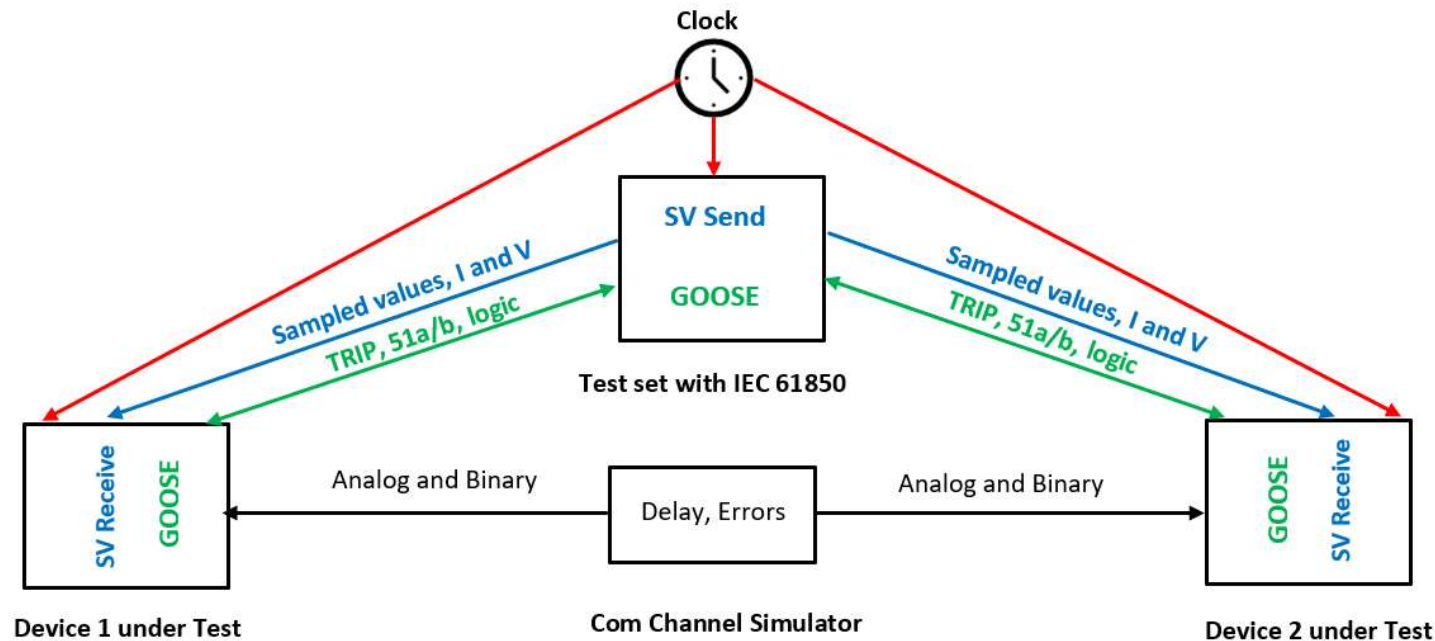 Clock
SV Send
GOOSE
Sampled values, I and V
TRIP, 51a/b, logic
Sampled values, I and V
TRIP, 51a/b, logic
Test set with IEC 61850
SV Receive
GOOSE
Analog and Binary
Delay, Errors
Analog and Binary
GOOSE
SV Receive
Device 1 under Test
Com Channel Simulator
Device 2 under Test